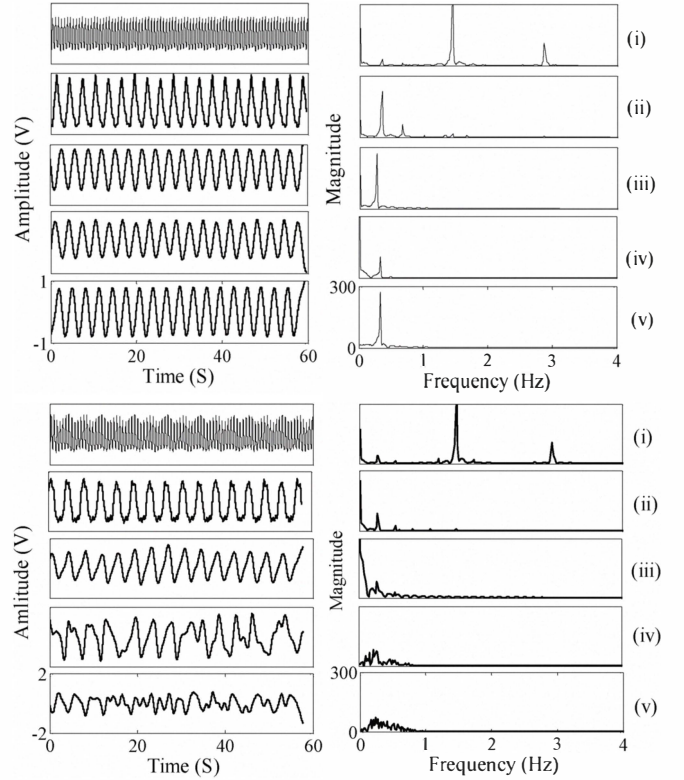 (i)
(ii)
(iii)
(iv)
(v)
Amplitude (V)
Magnitude
1
-1
0 20 40 60
Time (S)
300
0
0 1 2 3 4
Frequency (Hz)
(i)
(ii)
(iii)
(iv)
(v)
Amlitude (V)
Magnitude
2
-2
0 20 40 60
Time (S)
300
0
0 1 2 3 4
Frequency (Hz)